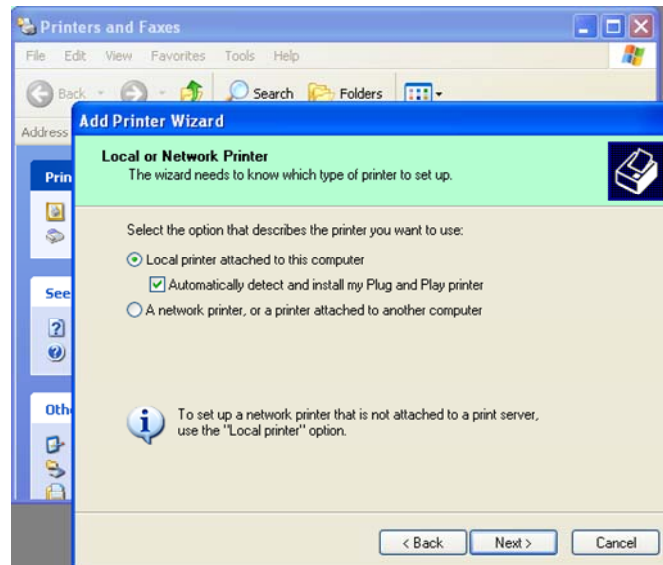 Printers and Faxes
File Edit View Favorites Tools Help
Back Search Folders
Address
Add Printer Wizard
Local or Network Printer
The wizard needs to know which type of printer to set up.
Prin
See
Oth
Select the option that describes the printer you want to use:
Local printer attached to this computer
Automatically detect and install my Plug and Play printer
A network printer, or a printer attached to another computer
To set up a network printer that is not attached to a print server,
use the "Local printer" option.
< Back Next > Cancel